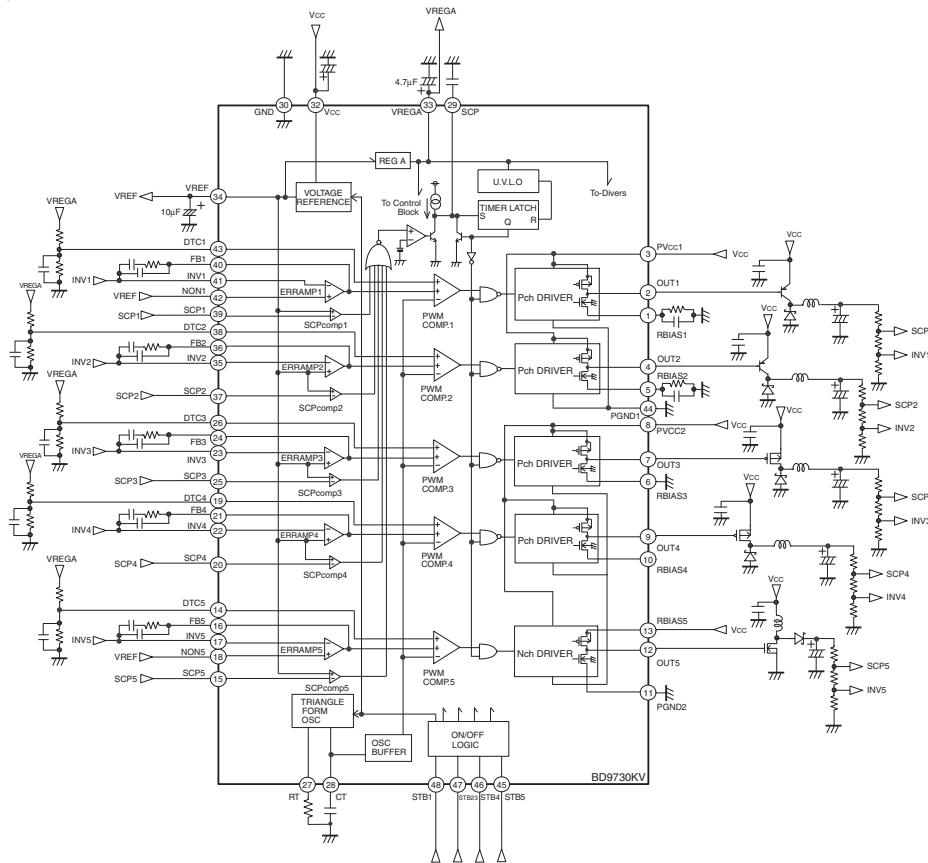 Vcc
VREGA
4.7μF
+
30
32
33
29
GND
Vcc
VREGA
SCP
REG A
U.V.L.O
VREF
VREF
34
VOLTAGE
REFERENCE
To Control
Block
S
TIMER LATCH
Q
R
To-Divers
VREGA
10μF
+
DTC1
43
FB1
40
INV1
INV1
41
ERRAMP1
VREF
NON1
42
SCP1
SCP1
39
SCPcomp1
PWM
COMP.1
Pch DRIVER
3
PVcc1
Vcc
Vcc
2
OUT1
1
RBIAS1
SCP1
INV1
VREGA
DTC2
38
FB2
36
INV2
INV2
35
ERRAMP2
SCP2
SCP2
37
SCPcomp2
PWM
COMP.2
Pch DRIVER
Vcc
4
OUT2
RBIAS2
5
PGND1
44
SCP2
INV2
VREGA
DTC3
26
FB3
24
INV3
23
INV3
ERRAMP3
SCP3
SCP3
25
SCPcomp3
PWM
COMP.3
Pch DRIVER
8
PVCC2
Vcc
Vcc
7
OUT3
6
RBIAS3
SCP3
INV3
VREGA
DTC4
19
FB4
21
INV4
INV4
22
ERRAMP4
SCP4
SCP4
20
SCPcomp4
PWM
COMP.4
Pch DRIVER
Vcc
9
OUT4
10
RBIAS4
SCP4
INV4
VREGA
DTC5
14
FB5
16
INV5
INV5
17
ERRAMP5
VREF
NON5
18
SCP5
SCP5
15
SCPcomp5
PWM
COMP.5
Nch DRIVER
RBIAS5
13
Vcc
Vcc
12
OUT5
11
PGND2
SCP5
INV5
TRIANGLE
FORM
OSC
OSC
BUFFER
ON/OFF
LOGIC
BD9730KV
27
28
48
47
46
45
RT
CT
STB1
STB23
STB4
STB5